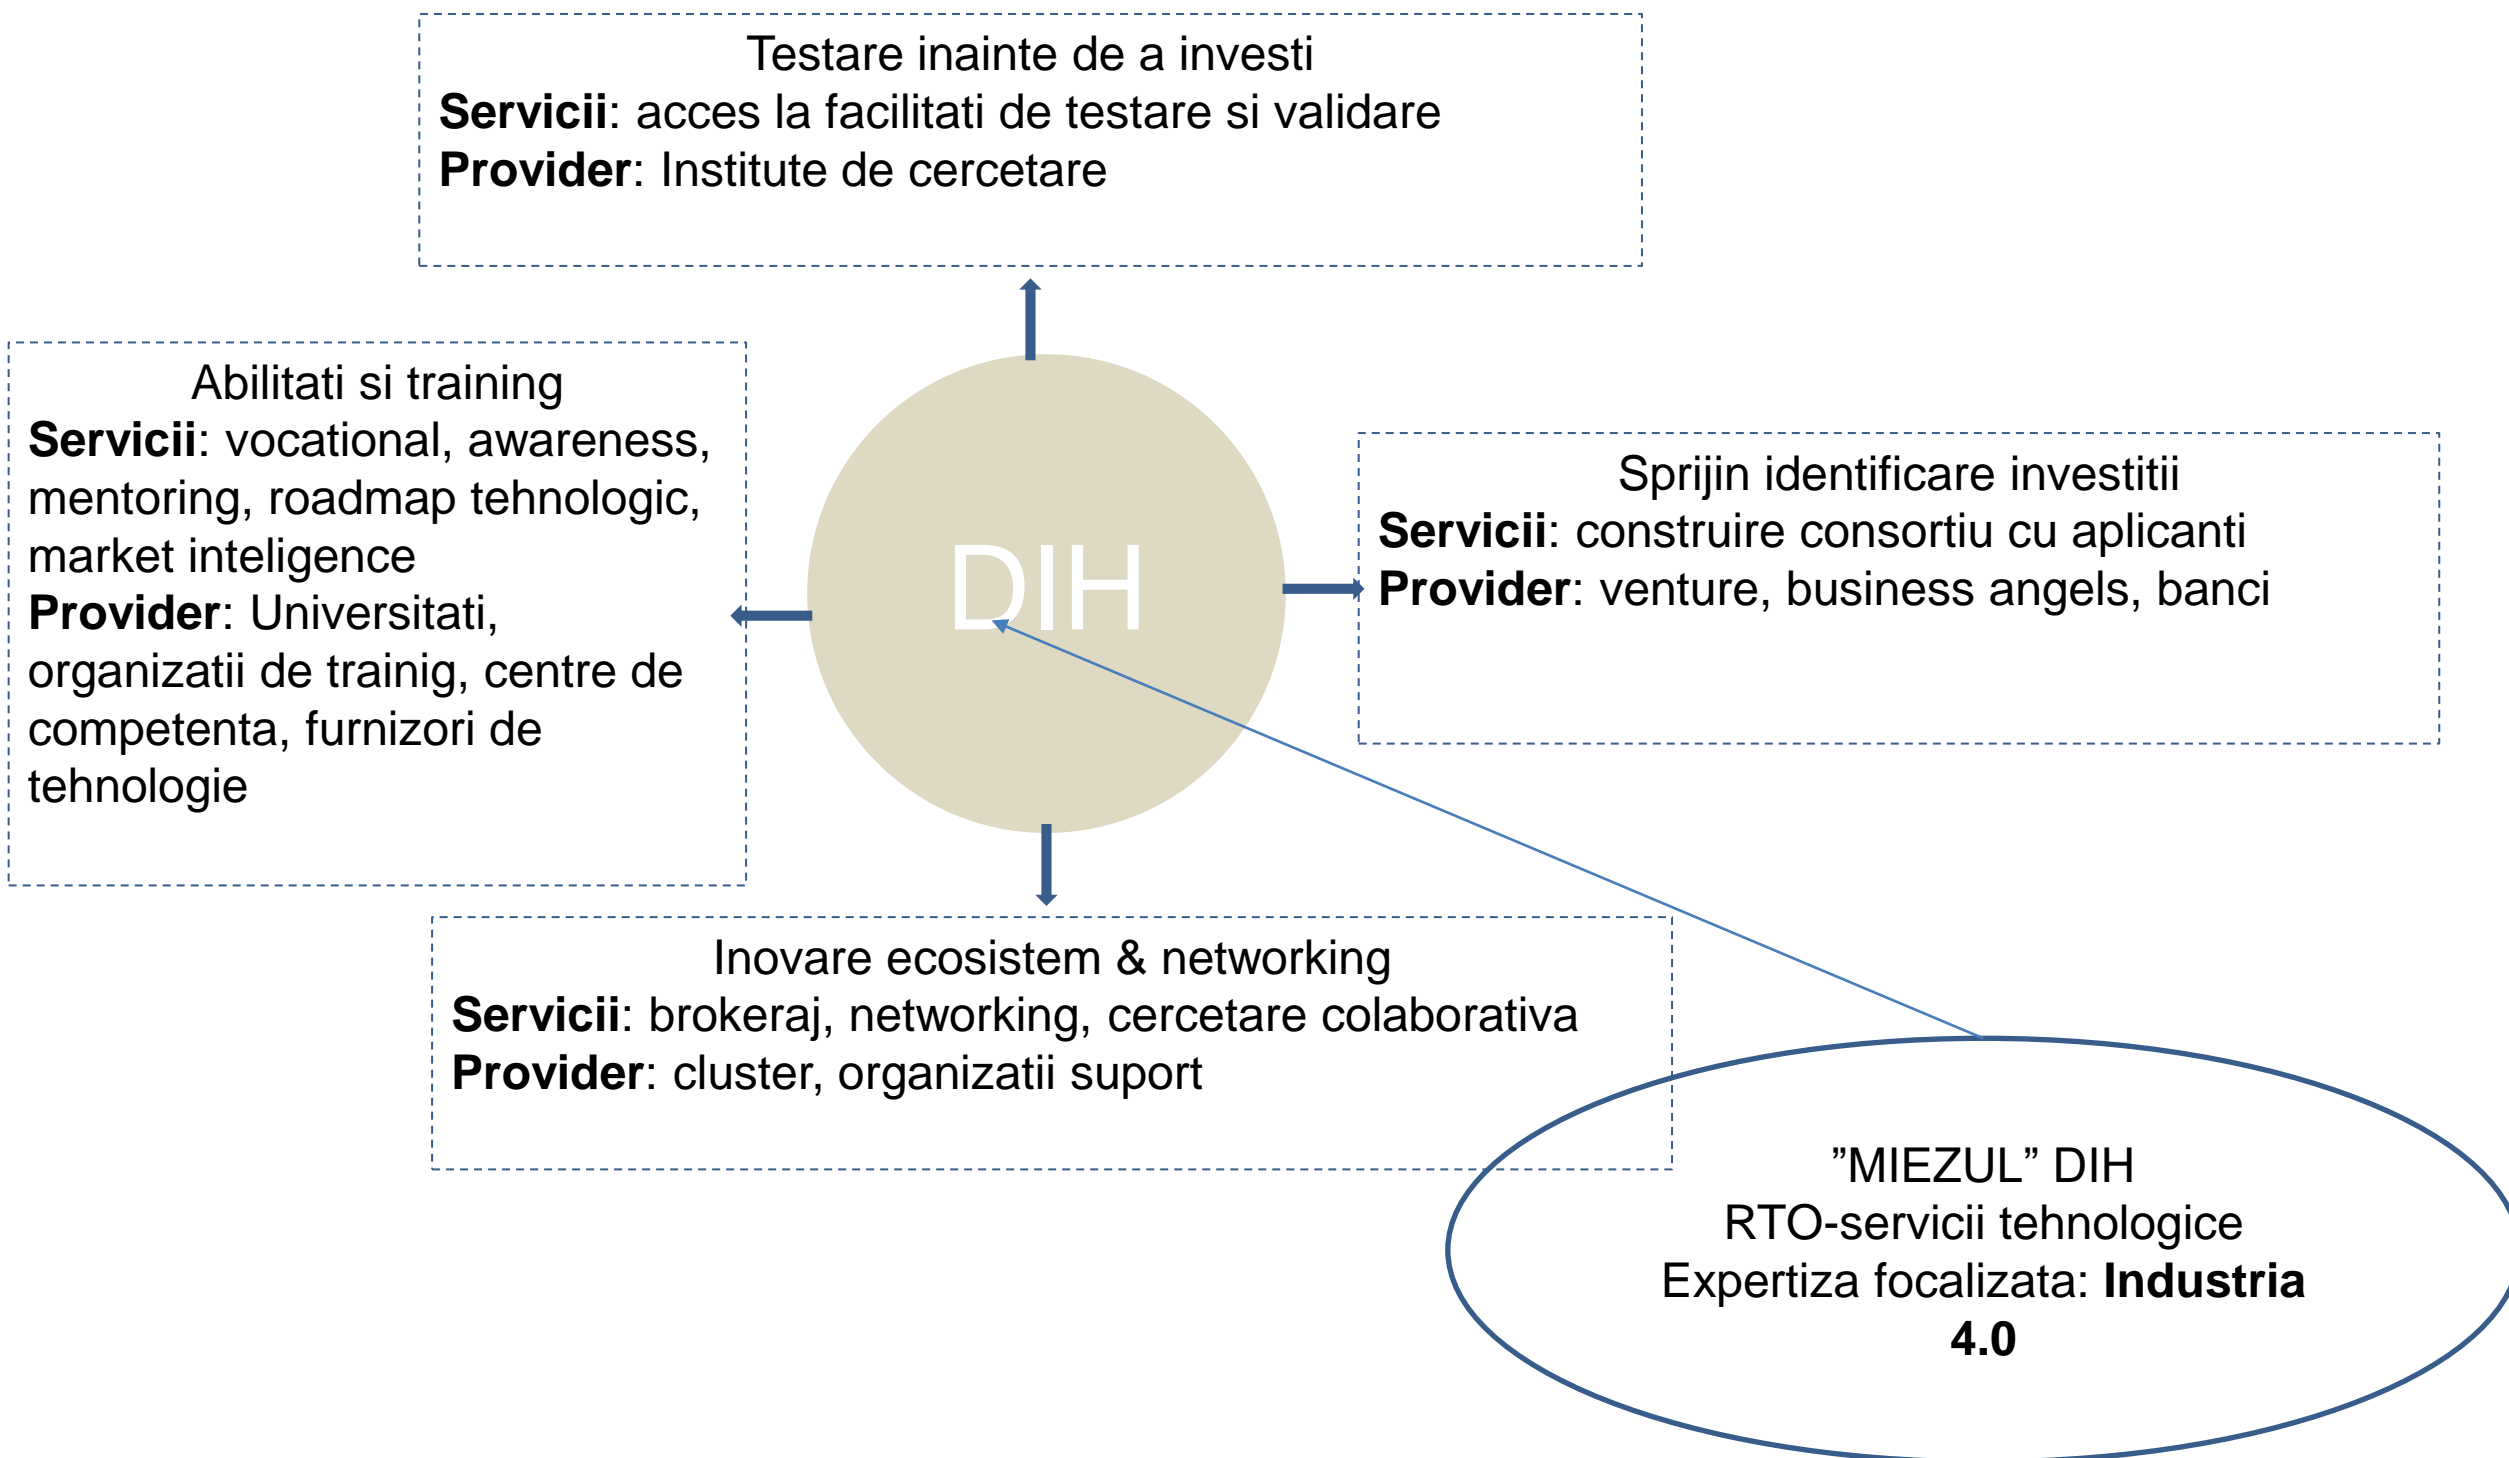 Testare inainte de a investi
Servicii: acces la facilitati de testare si validare
Provider: Institute de cercetare
Abilitati si training
Servicii: vocational, awareness,
mentoring, roadmap tehnologic,
market inteligence
Provider: Universitati,
organizatii de trainig, centre de
competenta, furnizori de
tehnologie
DIH
Sprijin identificare investitii
Servicii: construire consortiu cu aplicanti
Provider: venture, business angels, banci
Inovare ecosistem & networking
Servicii: brokeraj, networking, cercetare colaborativa
Provider: cluster, organizatii suport
”MIEZUL” DIH
RTO-servicii tehnologice
Expertiza focalizata: Industria
4.0